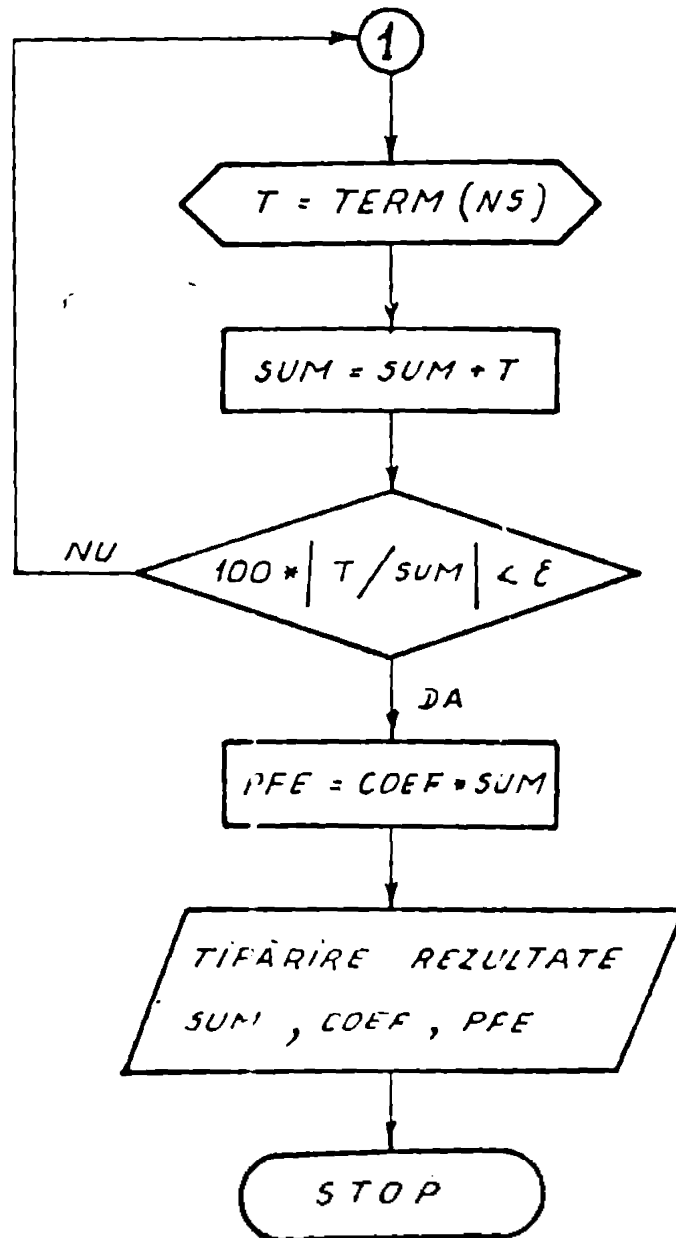 1
T = TERM (NS)
SUM = SUM + T
NU
100 * | T / SUM | < ε
DA
PFE = COEF * SUM
TIPĂRIRE REZULTATE
SUM , COEF , PFE
STOP